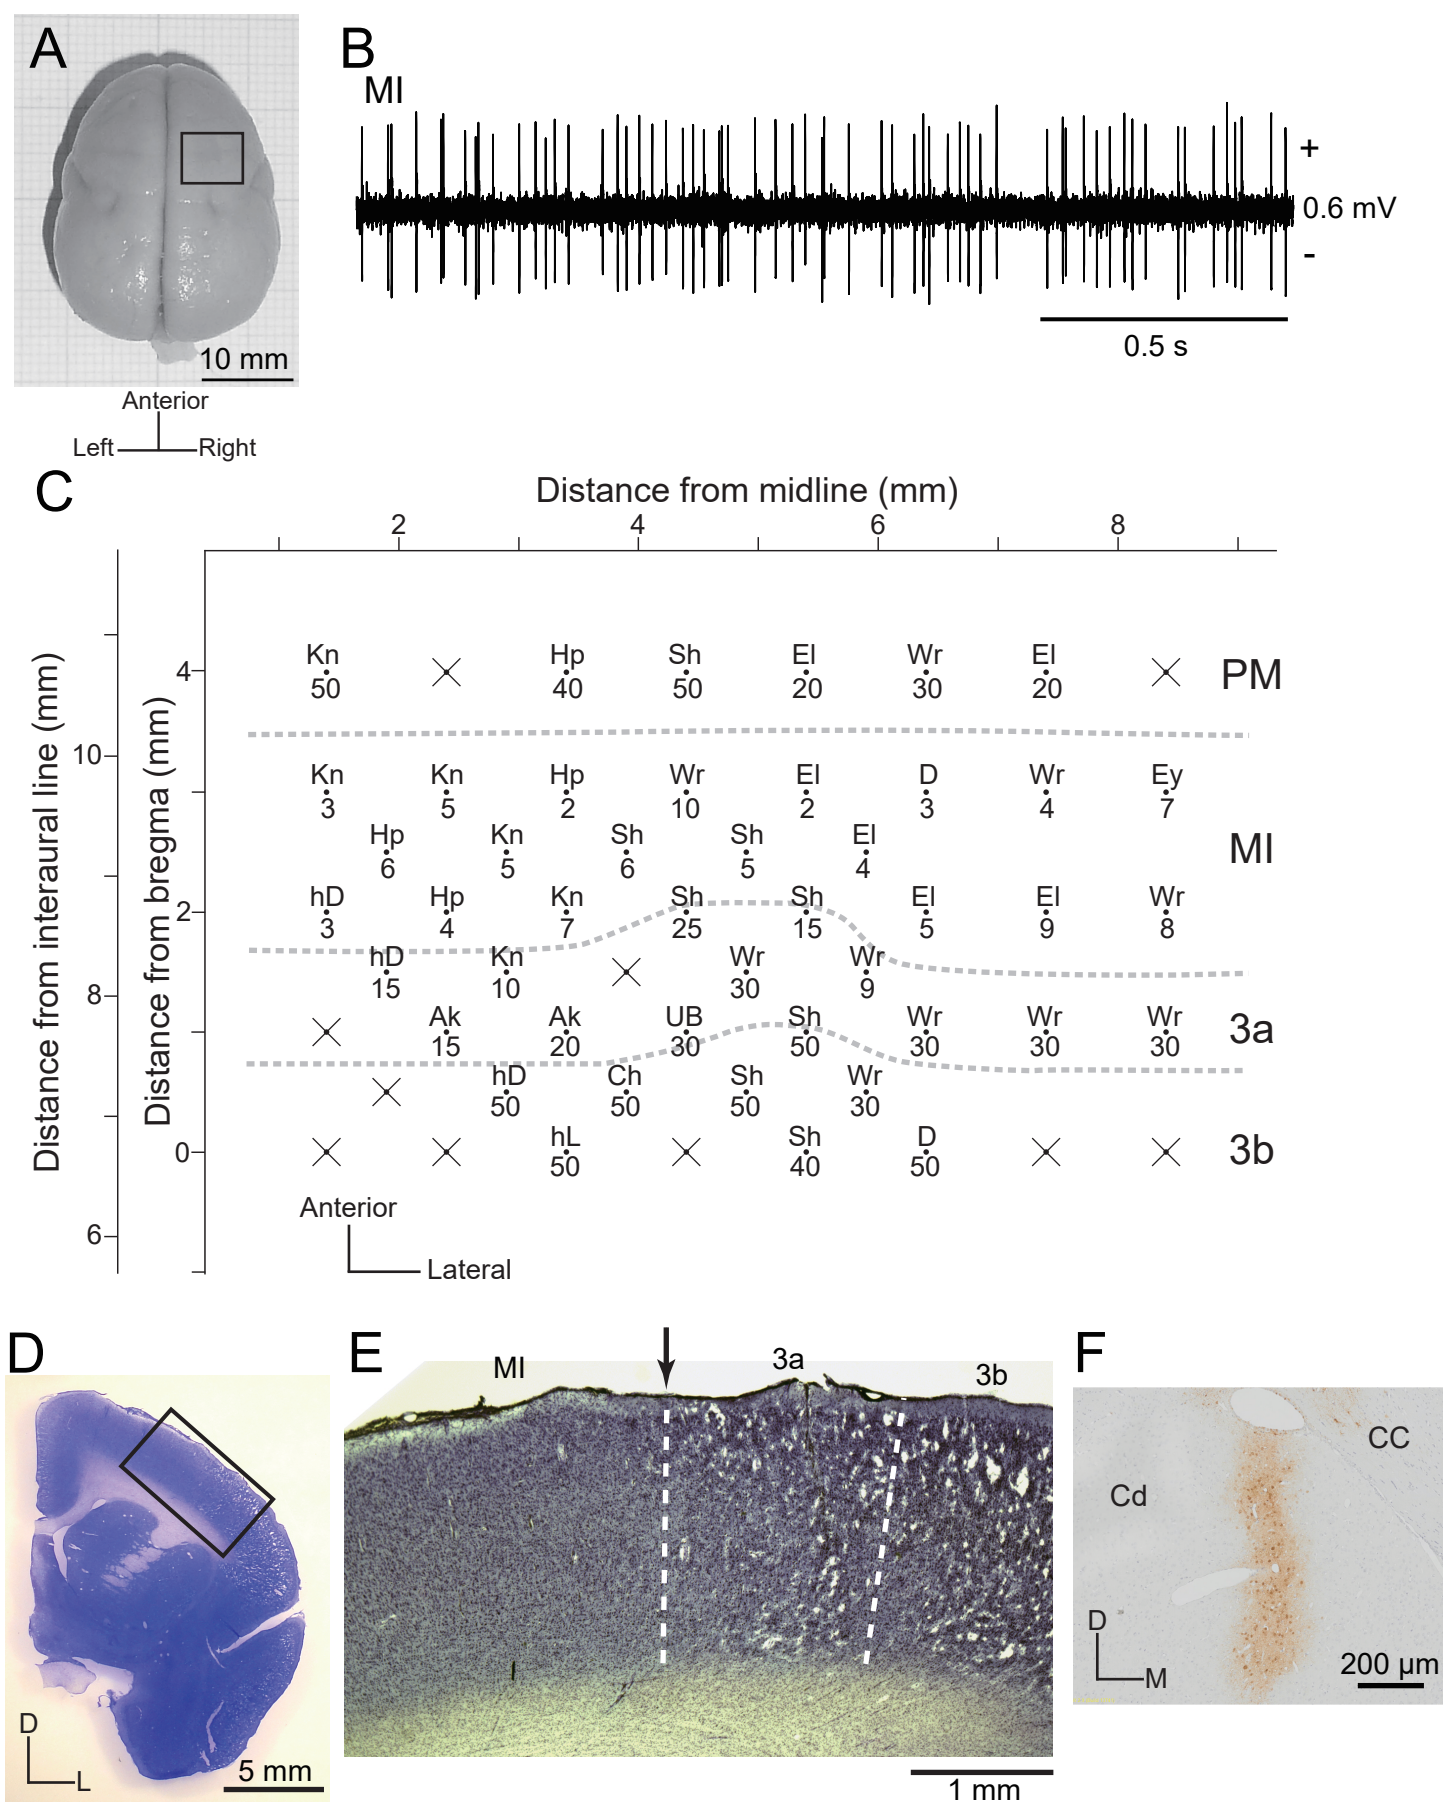 A
10 mm
Anterior
Left Right
B
MI
+
0.6 mV
-
0.5 s
C
Distance from midline (mm)
2 4 6 8
Distance from interaural line (mm)
10
8
6
Distance from bregma (mm)
4
2
0
Kn Hp Sh El Wr El
50 40 50 20 30 20
PM
Kn Kn Hp Wr El D Wr Ey
3 5 2 10 2 3 4 7
Hp Kn Sh Sh El
6 5 6 5 4
MI
hD Hp Kn Sh Sh El El Wr
3 4 7 25 15 5 9 8
hD Kn Wr Wr
15 10 30 9
Ak Ak UB Sh Wr Wr Wr
15 20 30 50 30 30 30
3a
hD Ch Sh Wr
50 50 50 30
hL Sh D
50 40 50
3b
Anterior
Lateral
D
D
L
5 mm
E
MI
3a
3b
1 mm
F
CC
Cd
D
M
200 µm